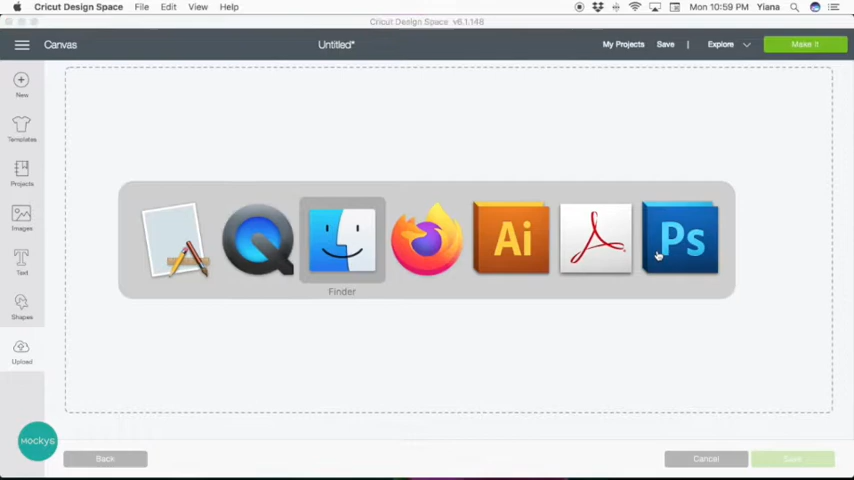 Cricut Design Space File Edit View Help Mon 10:59 PM Yiana
Cricut Design Space v6.1.148
Canvas Untitled* My Projects Save | Explore Make It
New
Templates
Projects
Images
Text
Shapes
Upload
Finder
Ai
Ps
Back Cancel Save